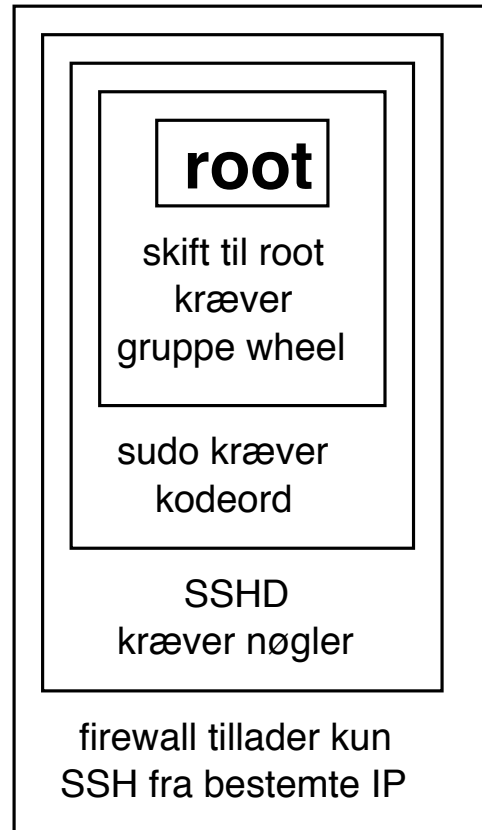 root
skift til root
kræver
gruppe wheel
sudo kræver
kodeord
SSHD
kræver nøgler
firewall tillader kun
SSH fra bestemte IP